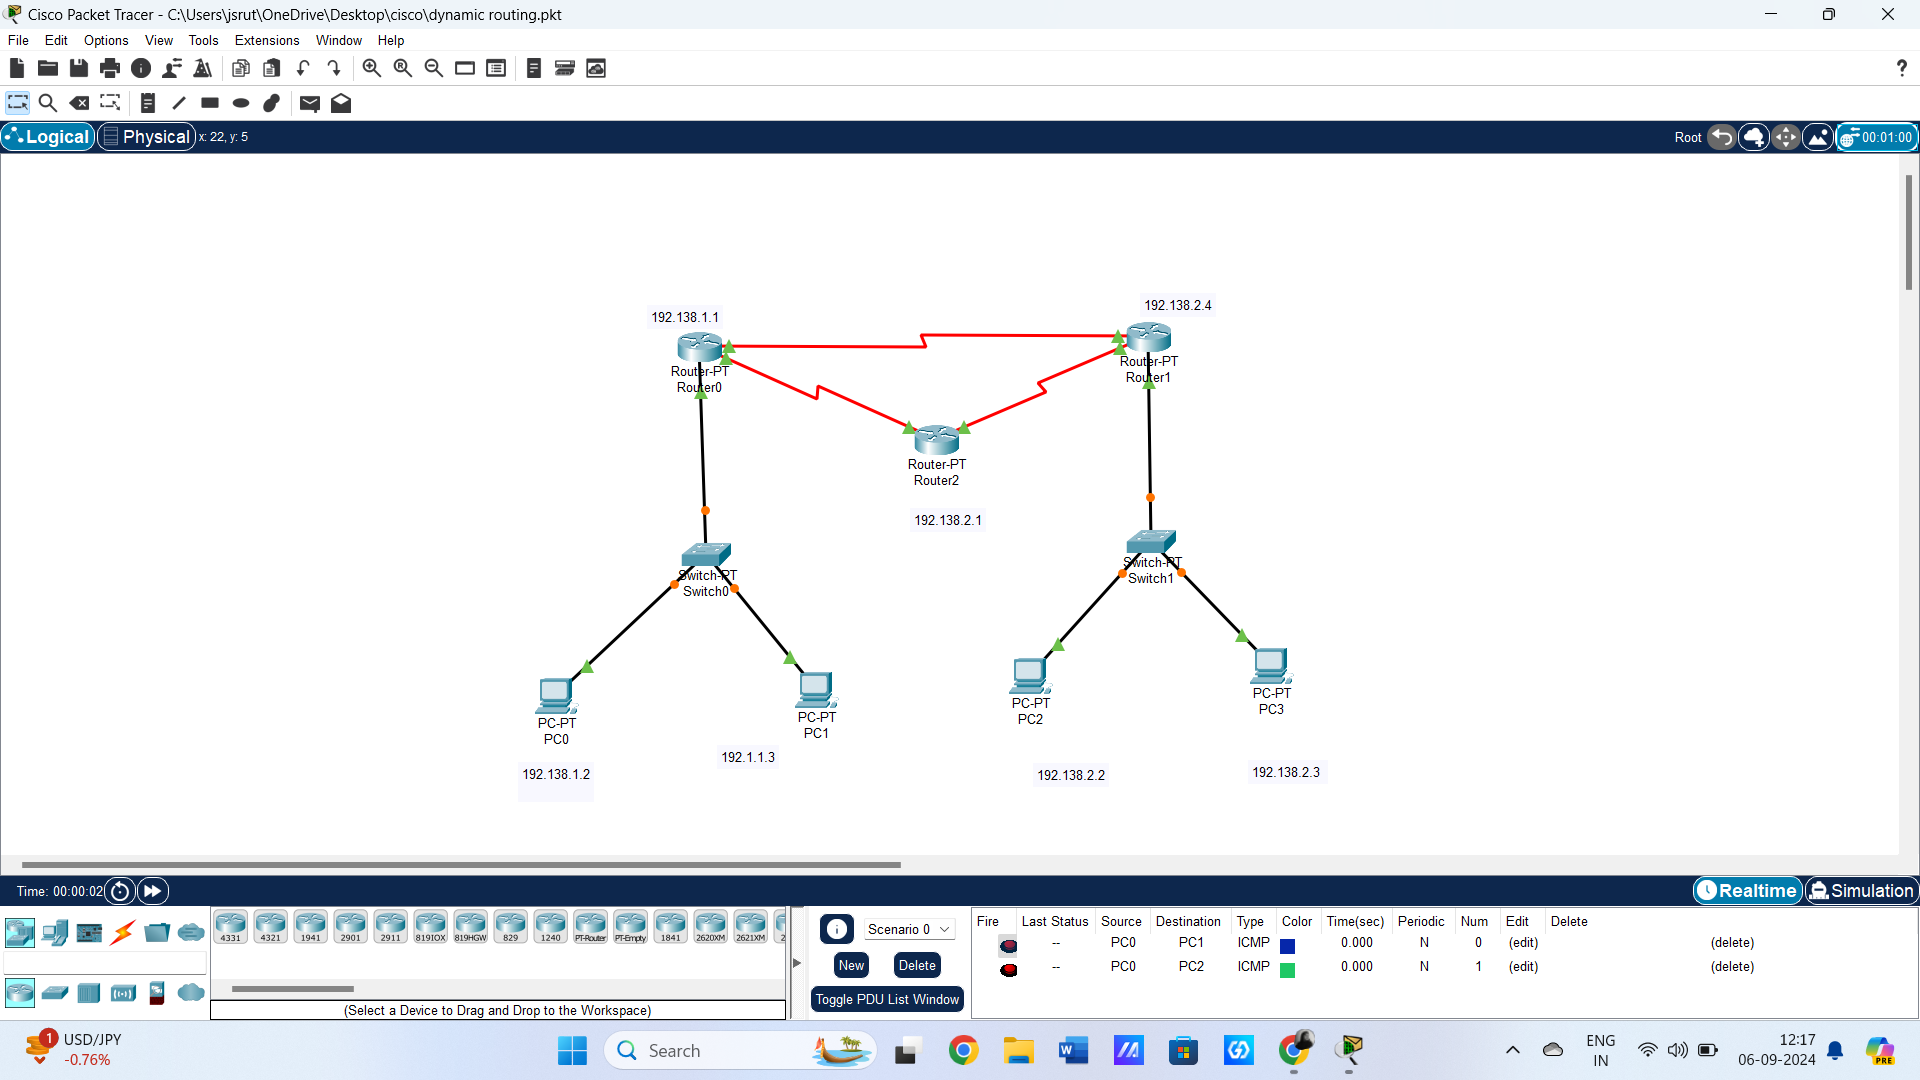 Cisco Packet Tracer - C:\Users\jsrut\OneDrive\Desktop\cisco\dynamic routing.pkt
File Edit Options View Tools Extensions Window Help
?
Logical Physical x: 22, y: 5 Root 00:01:00
192.138.1.1
192.138.2.4
Router-PT
Router0
Router-PT
Router1
Router-PT
Router2
192.138.2.1
Switch-PT
Switch0
Switch-PT
Switch1
PC-PT
PC0
PC-PT
PC1
PC-PT
PC2
PC-PT
PC3
192.138.1.2
192.1.1.3
192.138.2.2
192.138.2.3
Time: 00:00:02 Realtime Simulation
4331 4321 1941 2901 2911 819IOX 819HGW 829 1240 PT-Router PT-Empty 1841 2620XM 2621XM
(Select a Device to Drag and Drop to the Workspace)
Scenario 0
New Delete
Toggle PDU List Window
Fire Last Status Source Destination Type Color Time(sec) Periodic Num Edit Delete
-- PC0 PC1 ICMP 0.000 N 0 (edit) (delete)
-- PC0 PC2 ICMP 0.000 N 1 (edit) (delete)
1 USD/JPY
-0.76%
Search
W
ENG
IN
12:17
06-09-2024
PRE